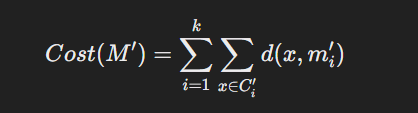 $Cost(M') = \sum_{i=1}^{k} \sum_{x \in C'_i} d(x, m'_i)$